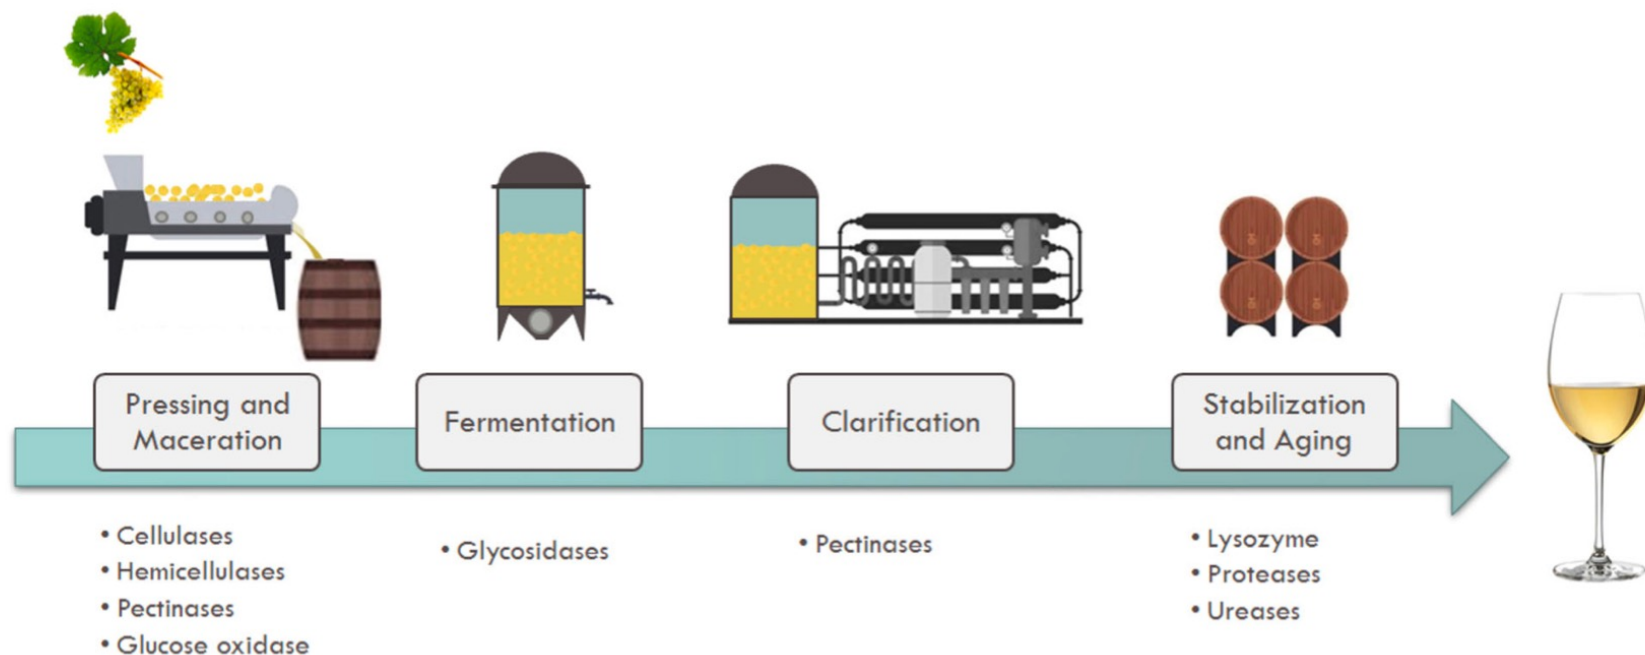 Pressing and
Maceration
Fermentation
Clarification
Stabilization
and Aging
• Cellulases
• Hemicellulases
• Pectinases
• Glucose oxidase
• Glycosidases
• Pectinases
• Lysozyme
• Proteases
• Ureases